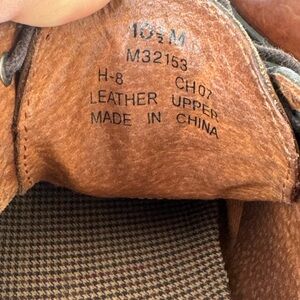 10½ M
M32153
H-8 CH07
LEATHER UPPER
MADE IN CHINA